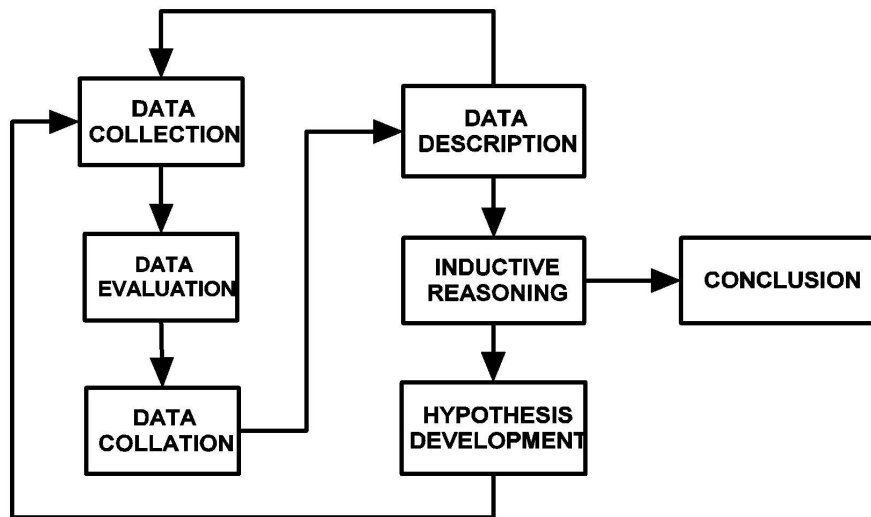 DATA
COLLECTION
DATA
EVALUATION
DATA
COLLATION
DATA
DESCRIPTION
INDUCTIVE
REASONING
HYPOTHESIS
DEVELOPMENT
CONCLUSION